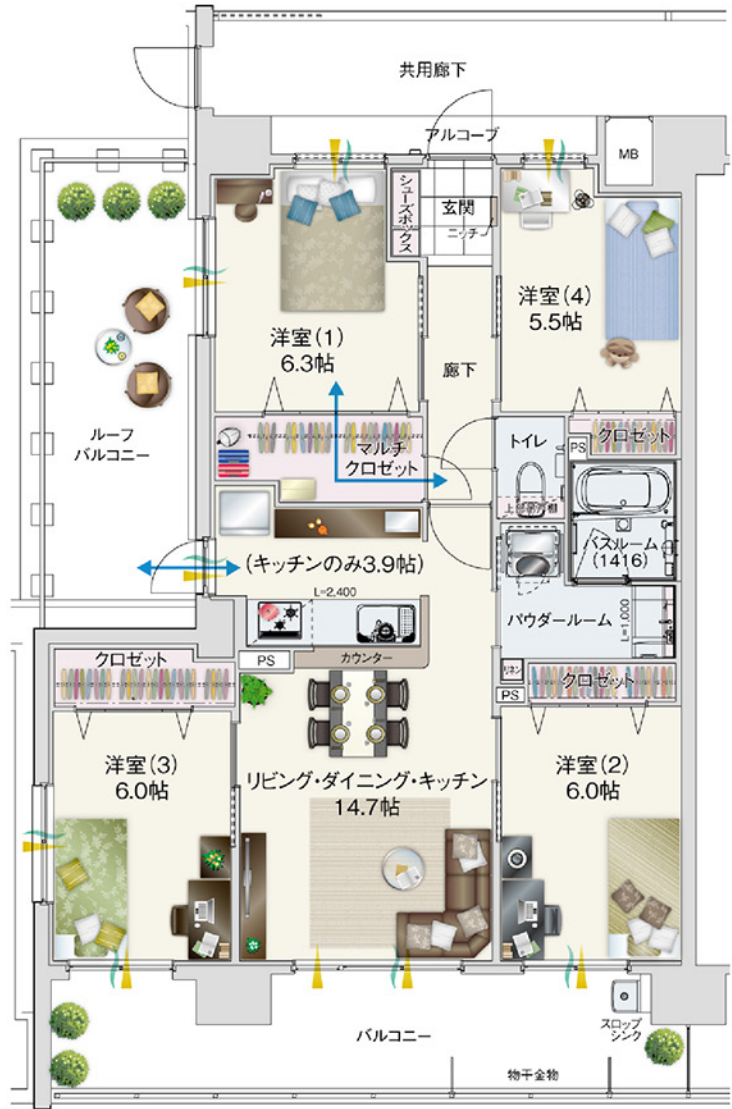 共用廊下
アルコーブ
MB
シューズボックス
玄関
ニッチ
洋室(4)
5.5帖
洋室(1)
6.3帖
廊下
ルーフ
バルコニー
マルチ
クロゼット
トイレ
PS
クロゼット
バスルーム
(1416)
(キッチンのみ3.9帖)
L=2,400
パウダールーム
L=1,000
クロゼット
PS
カウンター
リネン
PS
クロゼット
洋室(3)
6.0帖
リビング・ダイニング・キッチン
14.7帖
洋室(2)
6.0帖
バルコニー
スロップ
シンク
物干金物